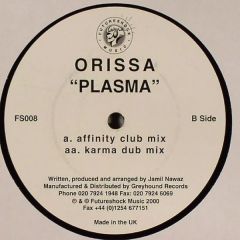 FUTURESHOCK
MUSIC
ORISSA
“PLASMA”
FS008
B Side
a. affinity club mix
aa. karma dub mix
Written, produced and arranged by Jamil Nawaz
Manufactured & Distributed by Greyhound Records
Phone 020 7924 1948 Fax 020 7924 6069
℗ & © Futureshock Music 2000
Fax +44 (0)1254 677151
Made in the UK